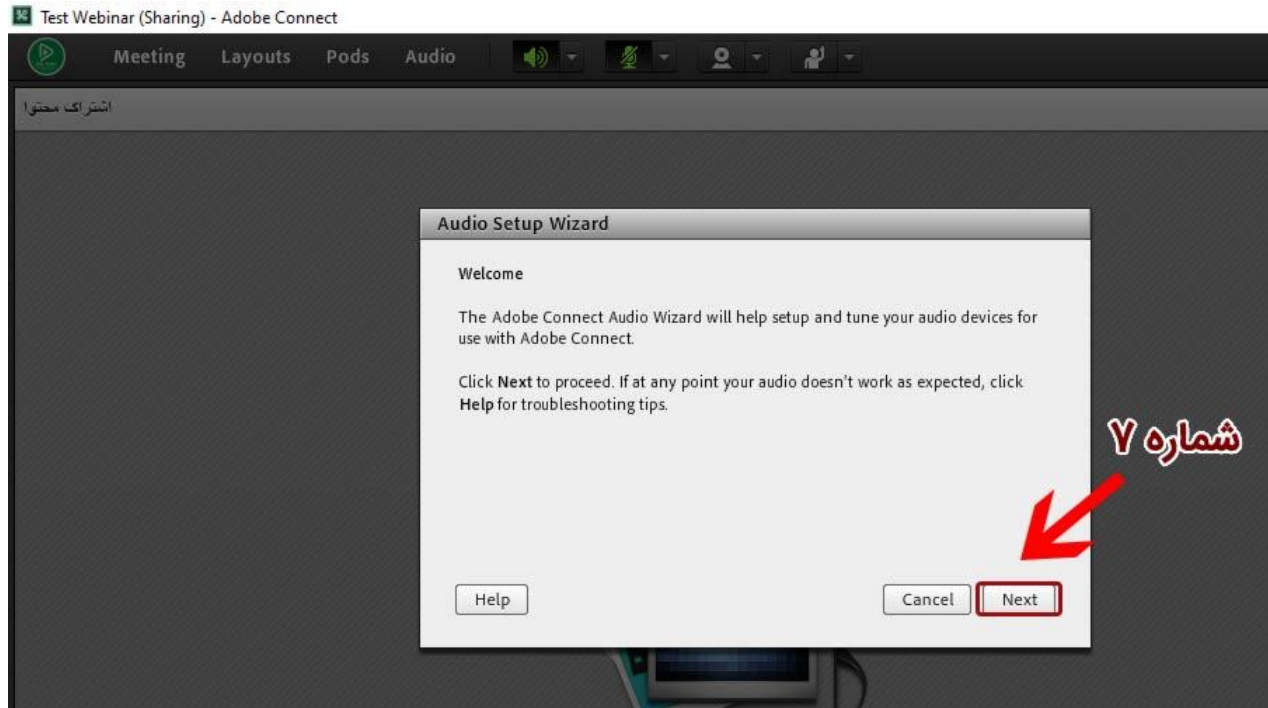 Test Webinar (Sharing) - Adobe Connect
Meeting Layouts Pods Audio
اشتراک محتوا
Audio Setup Wizard
Welcome
The Adobe Connect Audio Wizard will help setup and tune your audio devices for
use with Adobe Connect.
Click Next to proceed. If at any point your audio doesn't work as expected, click
Help for troubleshooting tips.
شماره ۷
Help Cancel Next